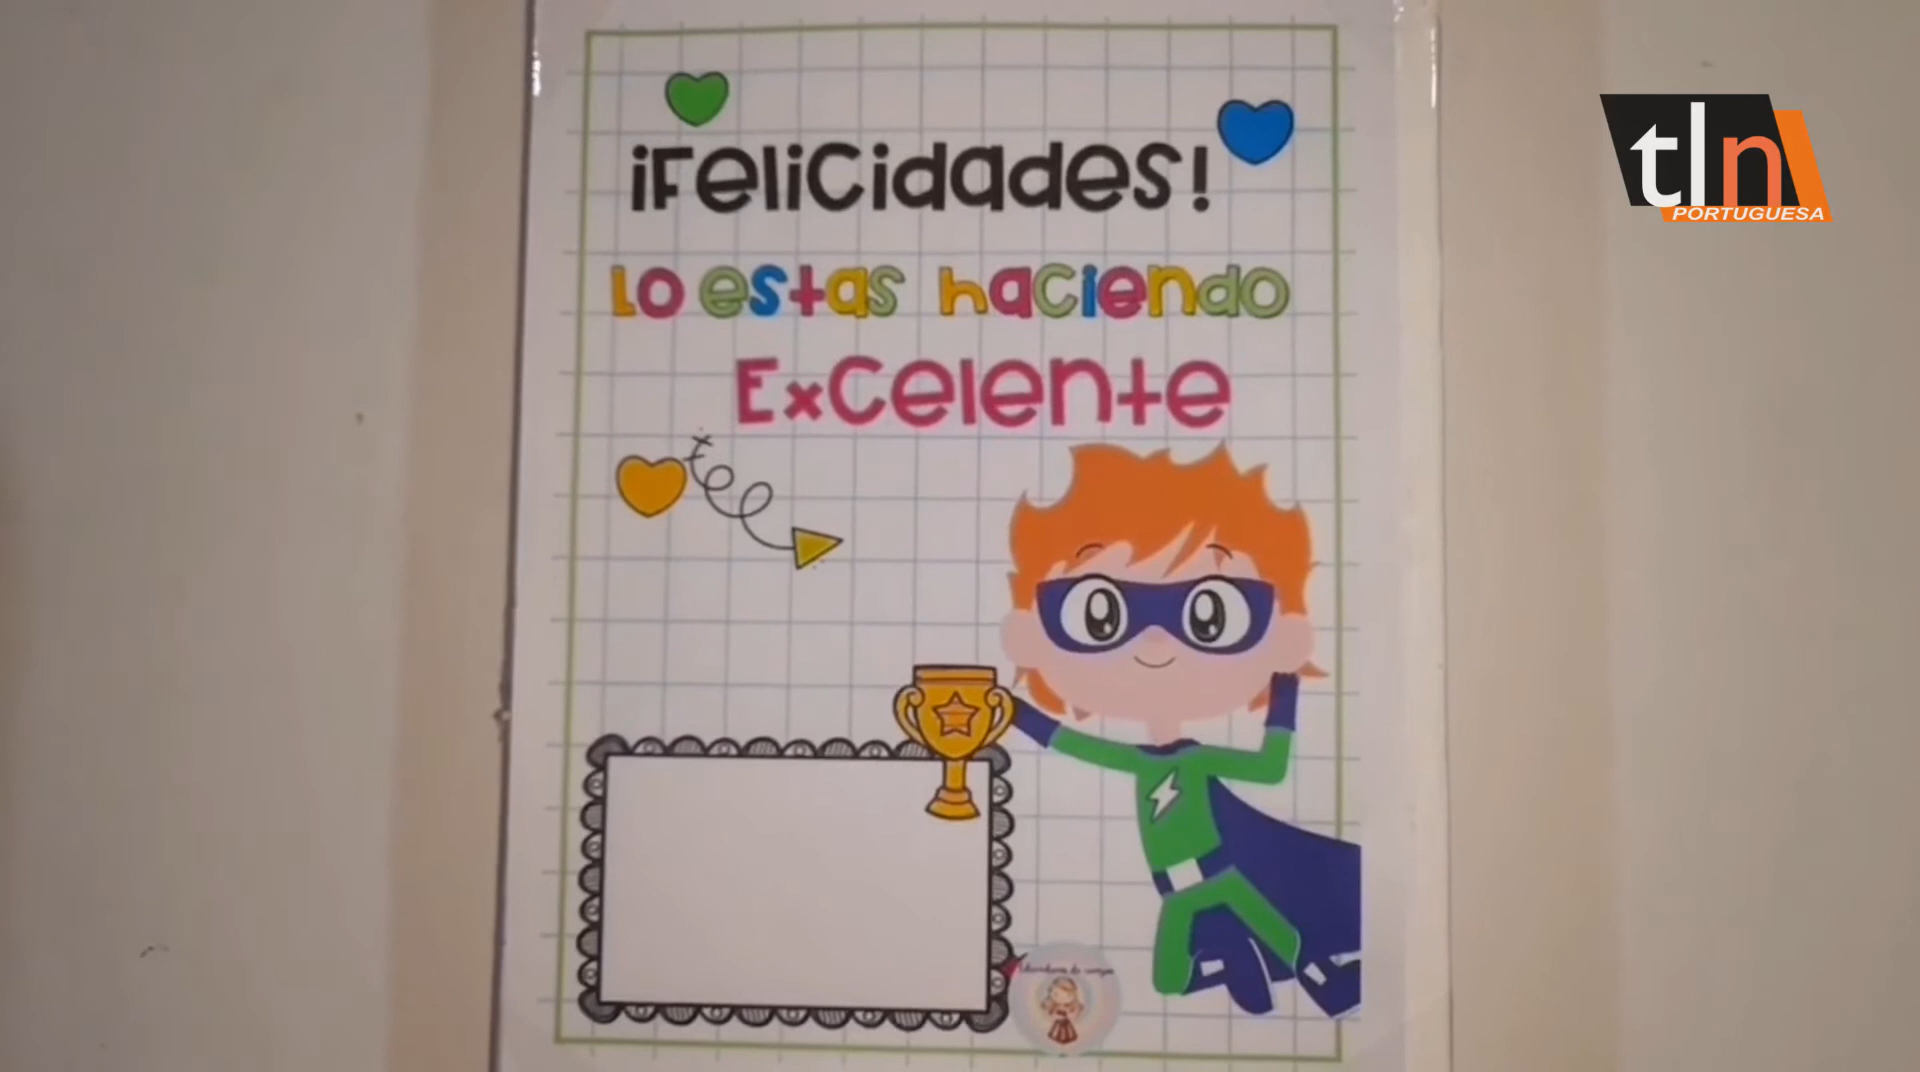 ¡Felicidades!
Lo estas haciendo
Excelente
tln
PORTUGUESA